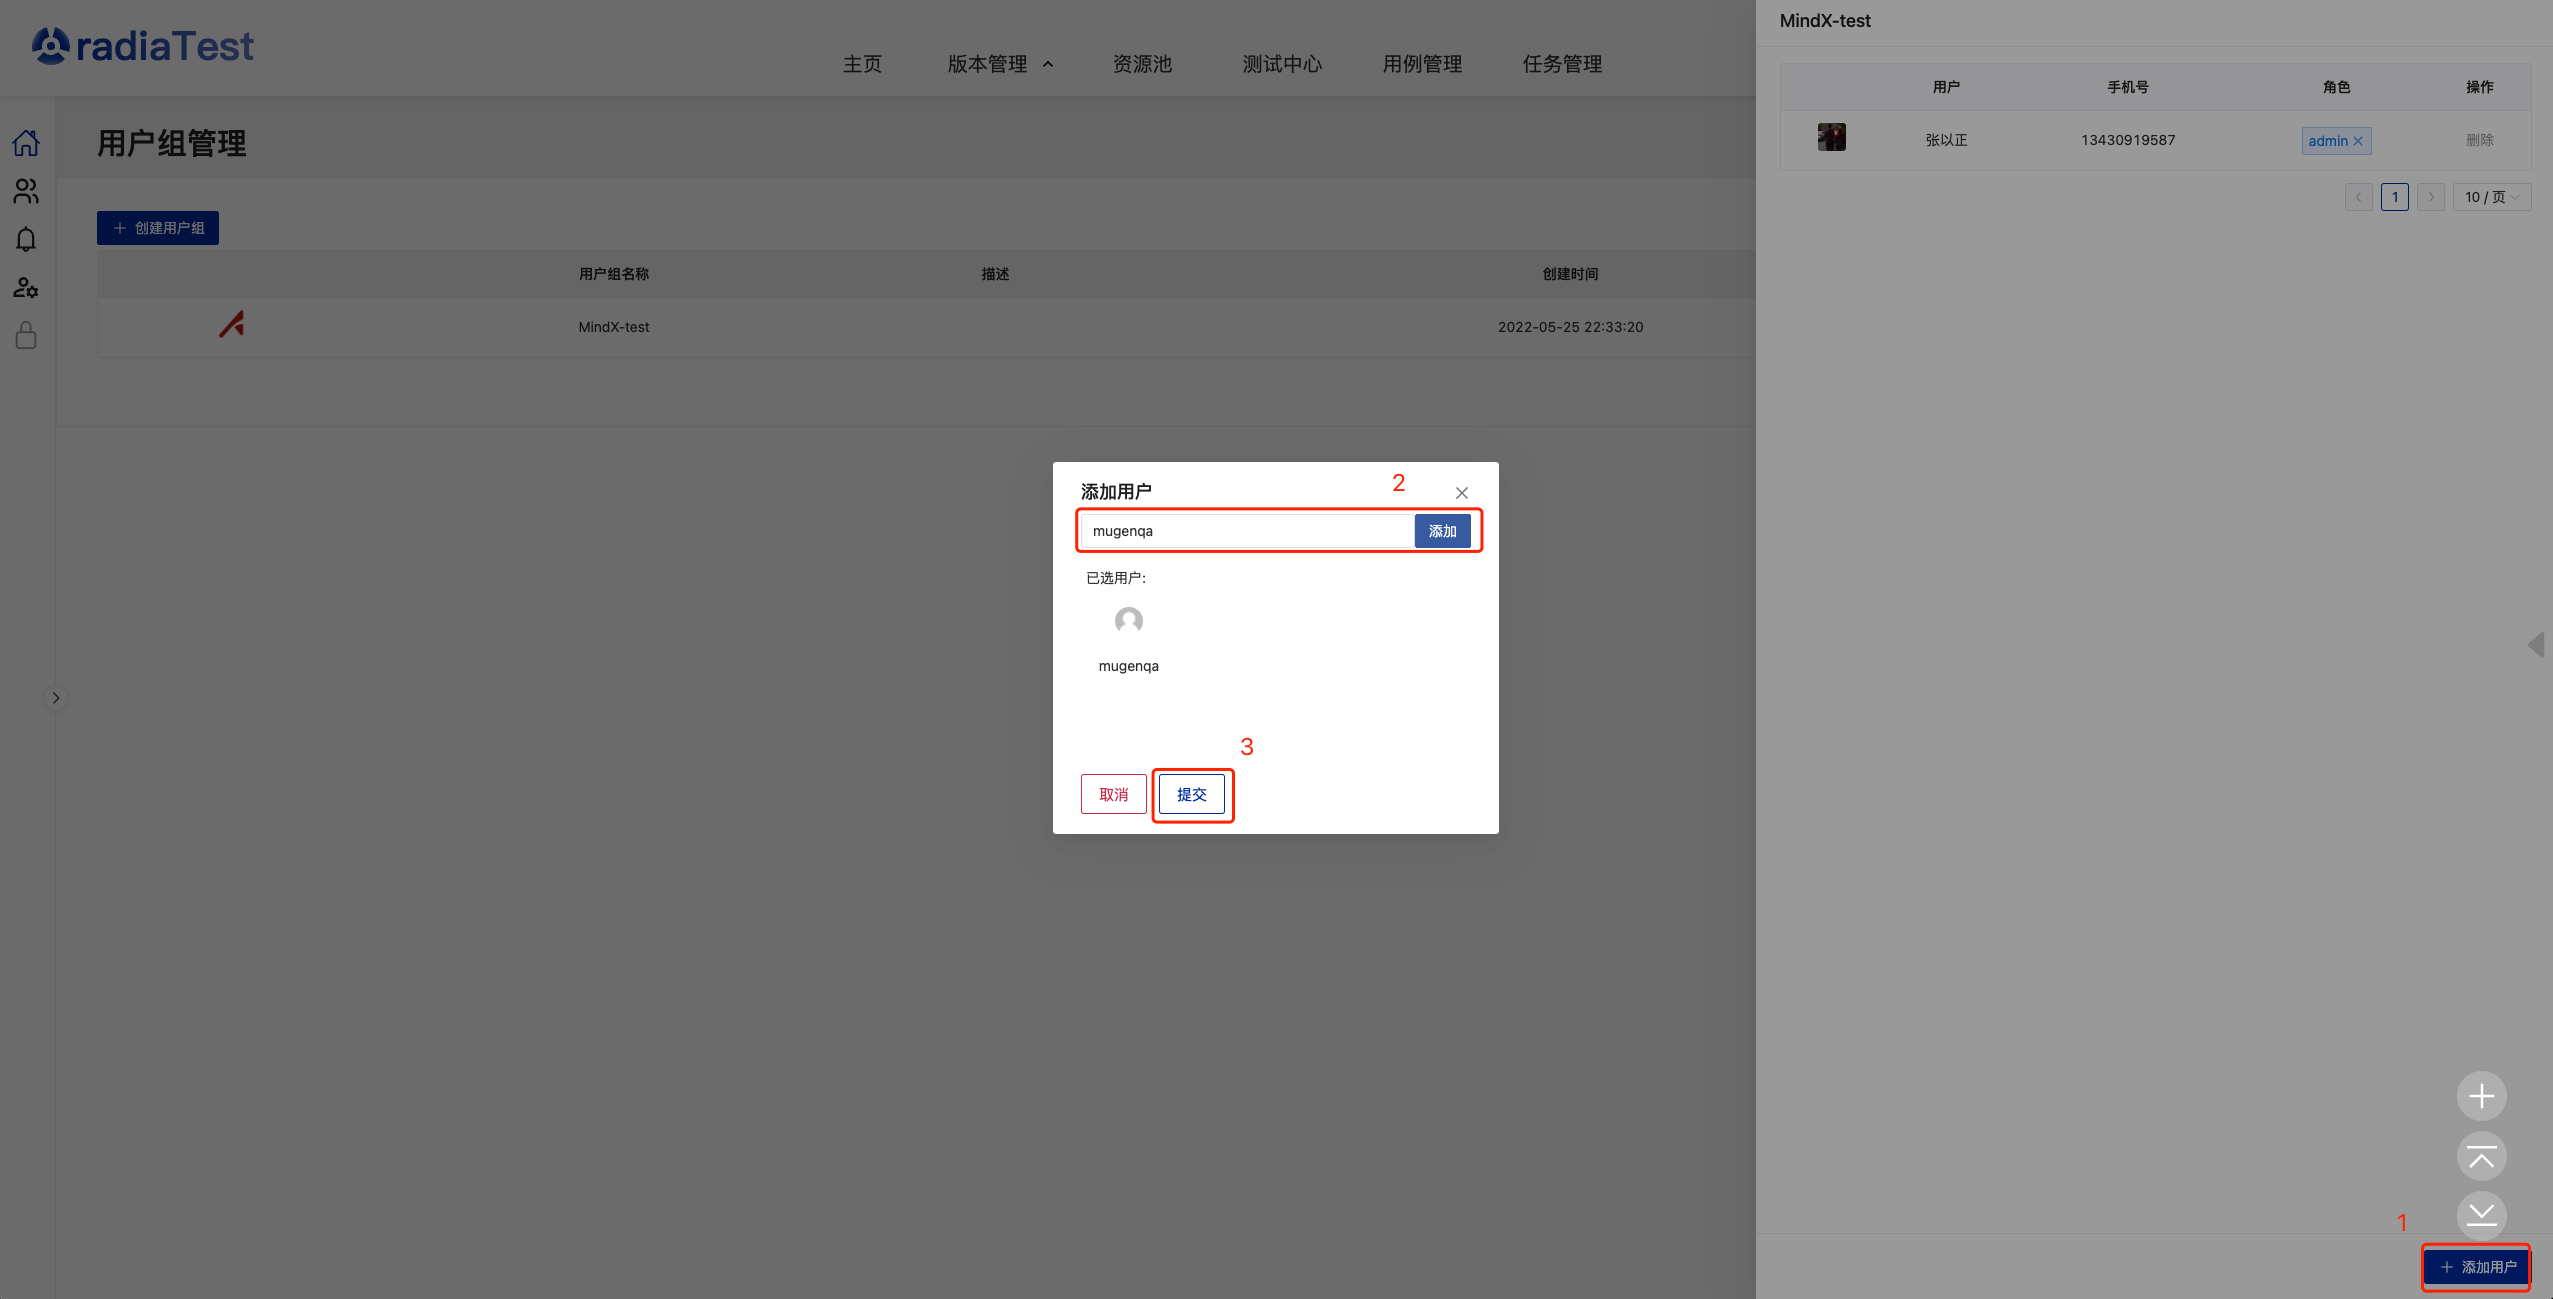 radiaTest
主页 版本管理 资源池 测试中心 用例管理 任务管理
用户组管理
创建用户组
用户组名称 描述 创建时间
MindX-test 2022-05-25 22:33:20
MindX-test
用户 手机号 角色 操作
张以正 13430919587 admin 删除
1 10 / 页
添加用户 2
mugenqa 添加
已选用户:
mugenqa
3
取消 提交
1
添加用户